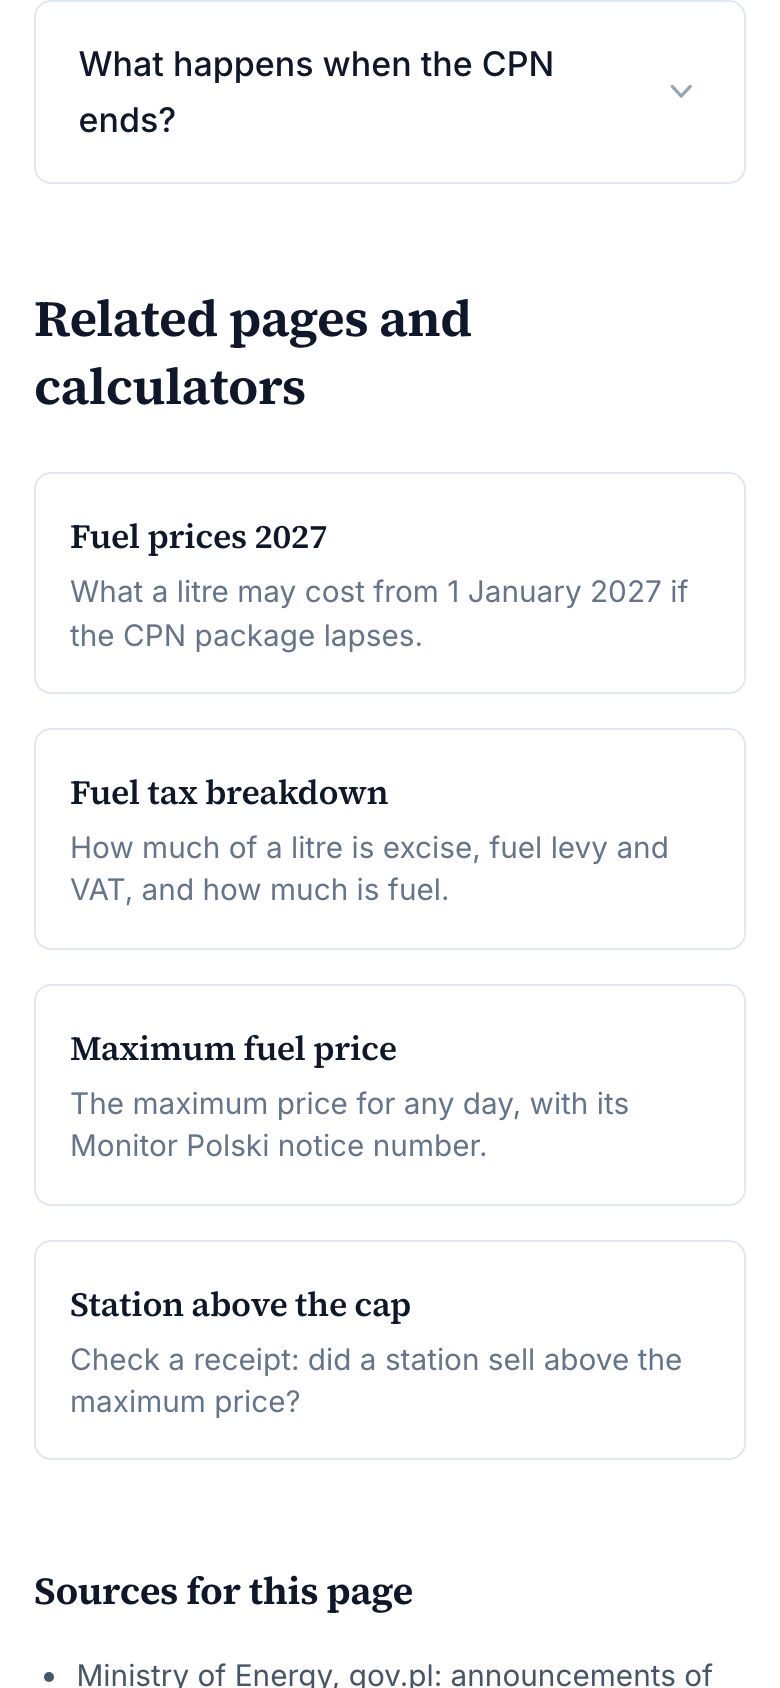 What happens when the CPN
ends?
Related pages and
calculators
Fuel prices 2027
What a litre may cost from 1 January 2027 if
the CPN package lapses.
Fuel tax breakdown
How much of a litre is excise, fuel levy and
VAT, and how much is fuel.
Maximum fuel price
The maximum price for any day, with its
Monitor Polski notice number.
Station above the cap
Check a receipt: did a station sell above the
maximum price?
Sources for this page
• Ministry of Energy, gov.pl: announcements of